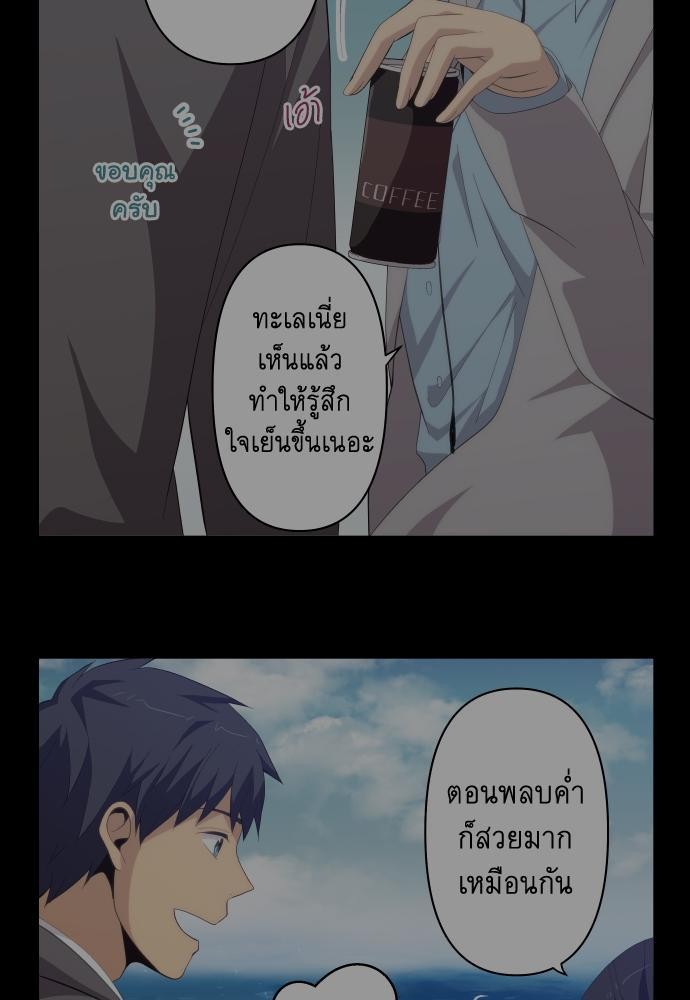 เอ้า
ขอบคุณ
ครับ
COFFEE
ทะเลเนี่ย
เห็นแล้ว
ทำให้รู้สึก
ใจเย็นขึ้นเนอะ
ตอนพลบค่ำ
ก็สวยมาก
เหมือนกัน